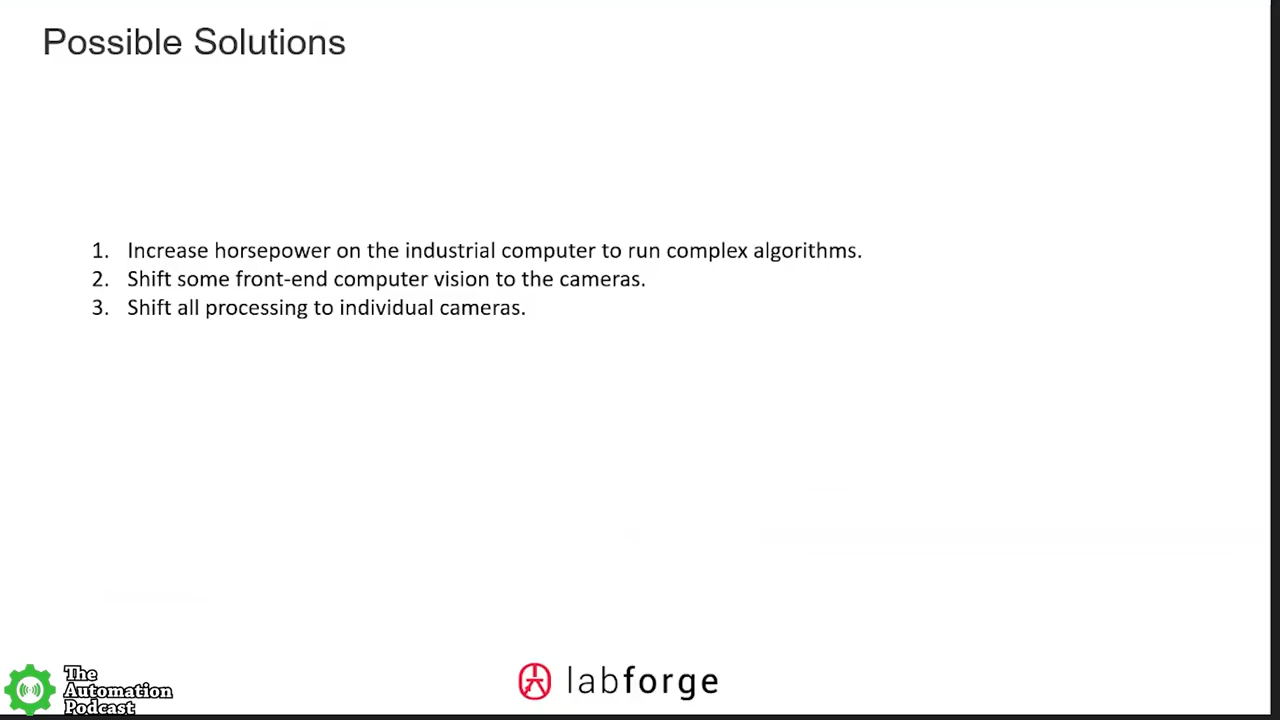 Possible Solutions
1. Increase horsepower on the industrial computer to run complex algorithms.
2. Shift some front-end computer vision to the cameras.
3. Shift all processing to individual cameras.
The
Automation
Podcast
labforge